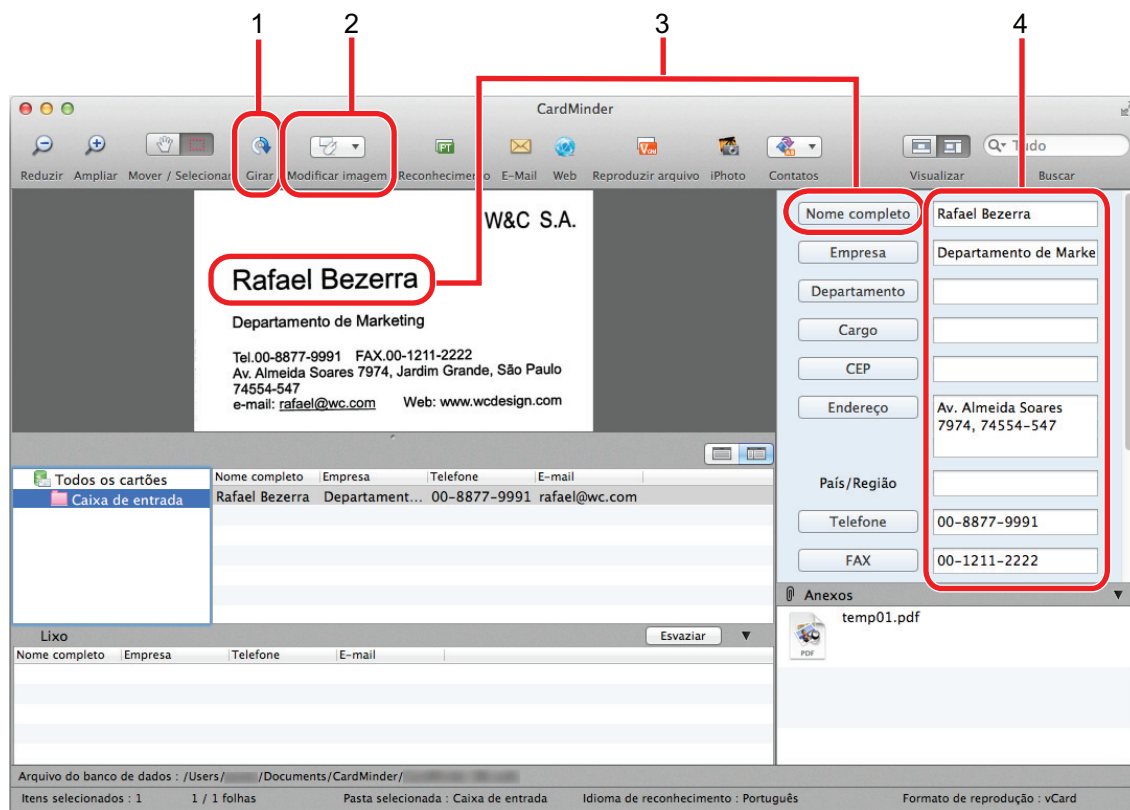 1 2 3 4
CardMinder
PT
VCARD
Tudo
Reduzir Ampliar Mover / Selecionar Girar Modificar imagem Reconhecimento E-Mail Web Reproduzir arquivo iPhoto Contatos Visualizar Buscar
W&C S.A.
Rafael Bezerra
Departamento de Marketing
Tel.00-8877-9991 FAX.00-1211-2222
Av. Almeida Soares 7974, Jardim Grande, São Paulo
74554-547
e-mail: rafael@wc.com Web: www.wcdesign.com
Nome completo Rafael Bezerra
Empresa Departamento de Marke
Departamento
Cargo
CEP
Endereço Av. Almeida Soares
7974, 74554-547
País/Região
Telefone 00-8877-9991
FAX 00-1211-2222
Todos os cartões
Caixa de entrada
Nome completo Empresa Telefone E-mail
Rafael Bezerra Departament... 00-8877-9991 rafael@wc.com
Anexos
temp01.pdf
PDF
Lixo Esvaziar
Nome completo Empresa Telefone E-mail
Arquivo do banco de dados : /Users/ /Documents/CardMinder/
Itens selecionados : 1 1 / 1 folhas Pasta selecionada : Caixa de entrada Idioma de reconhecimento : Português Formato de reprodução : vCard